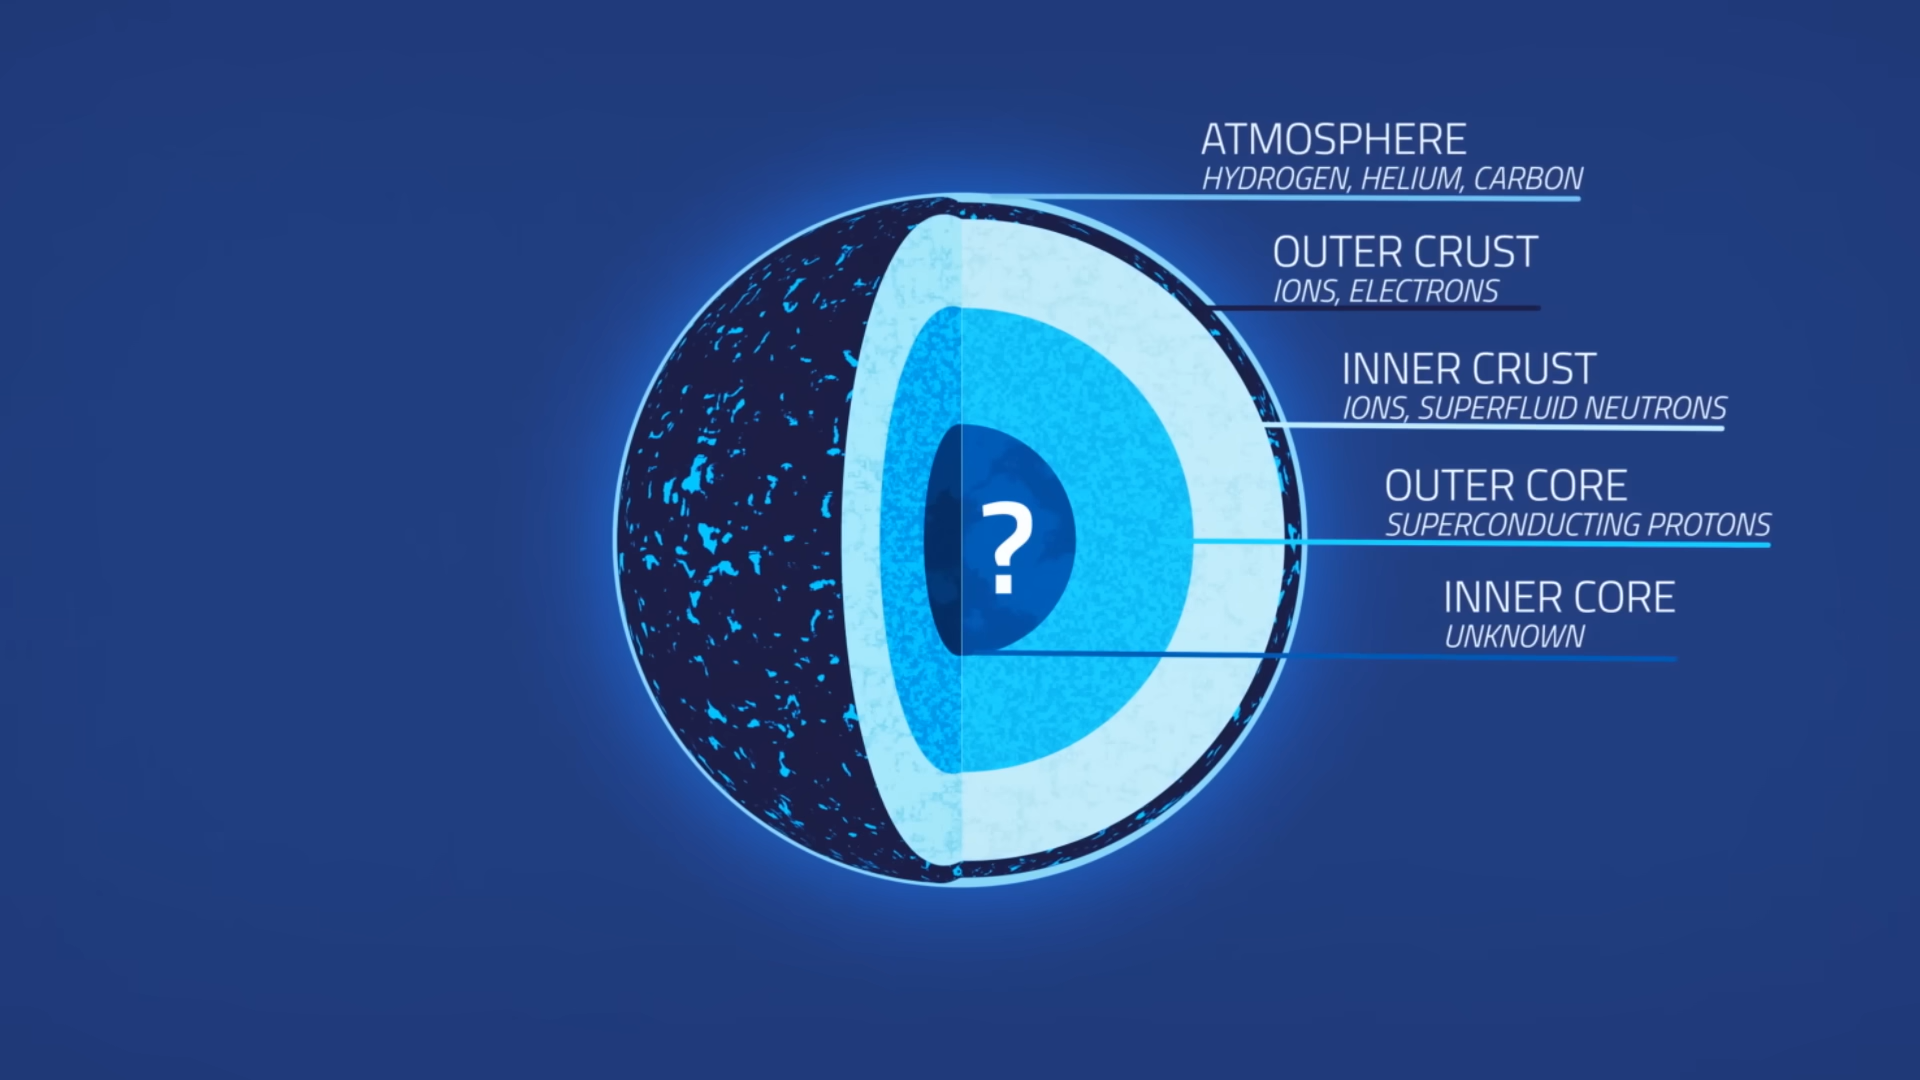 ATMOSPHERE
HYDROGEN, HELIUM, CARBON
OUTER CRUST
IONS, ELECTRONS
INNER CRUST
IONS, SUPERFLUID NEUTRONS
OUTER CORE
SUPERCONDUCTING PROTONS
?
INNER CORE
UNKNOWN